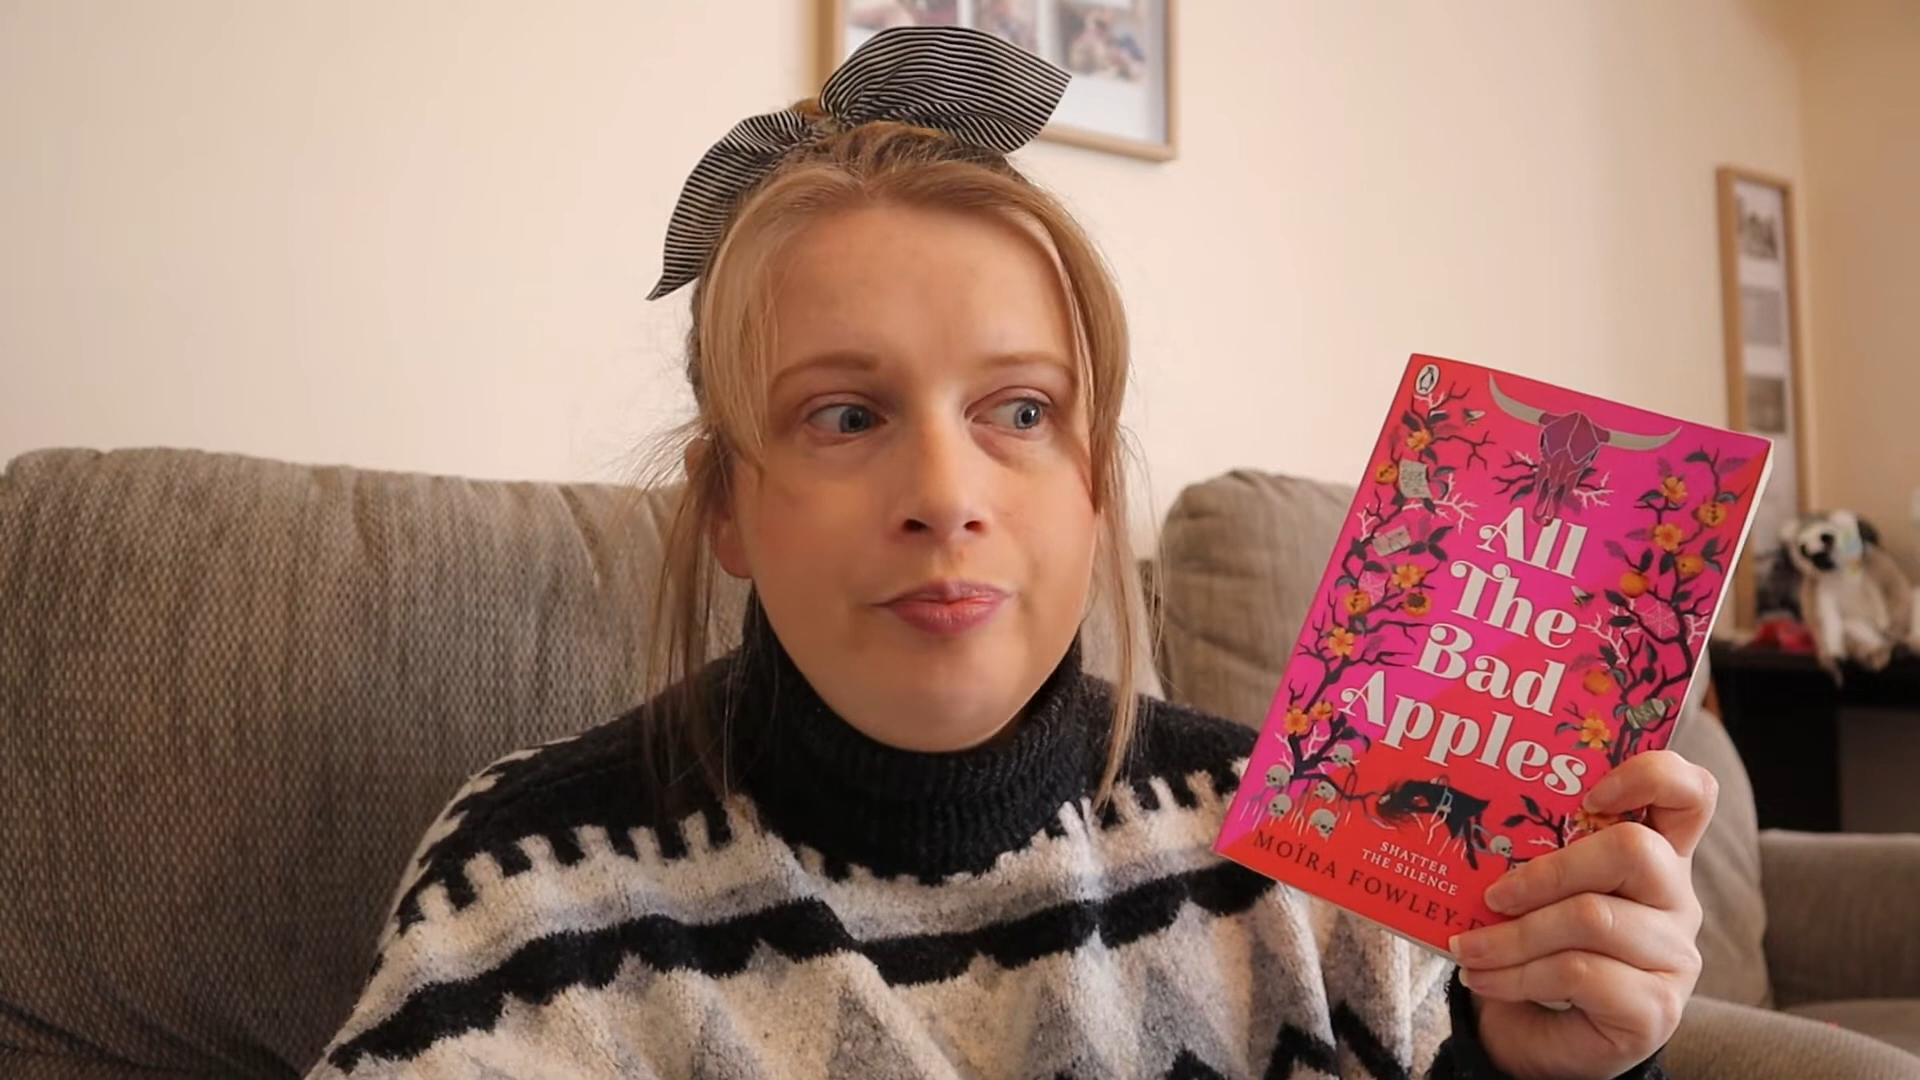 All
The
Bad
Apples
SHATTER
THE SILENCE
MOÏRA FOWLEY-